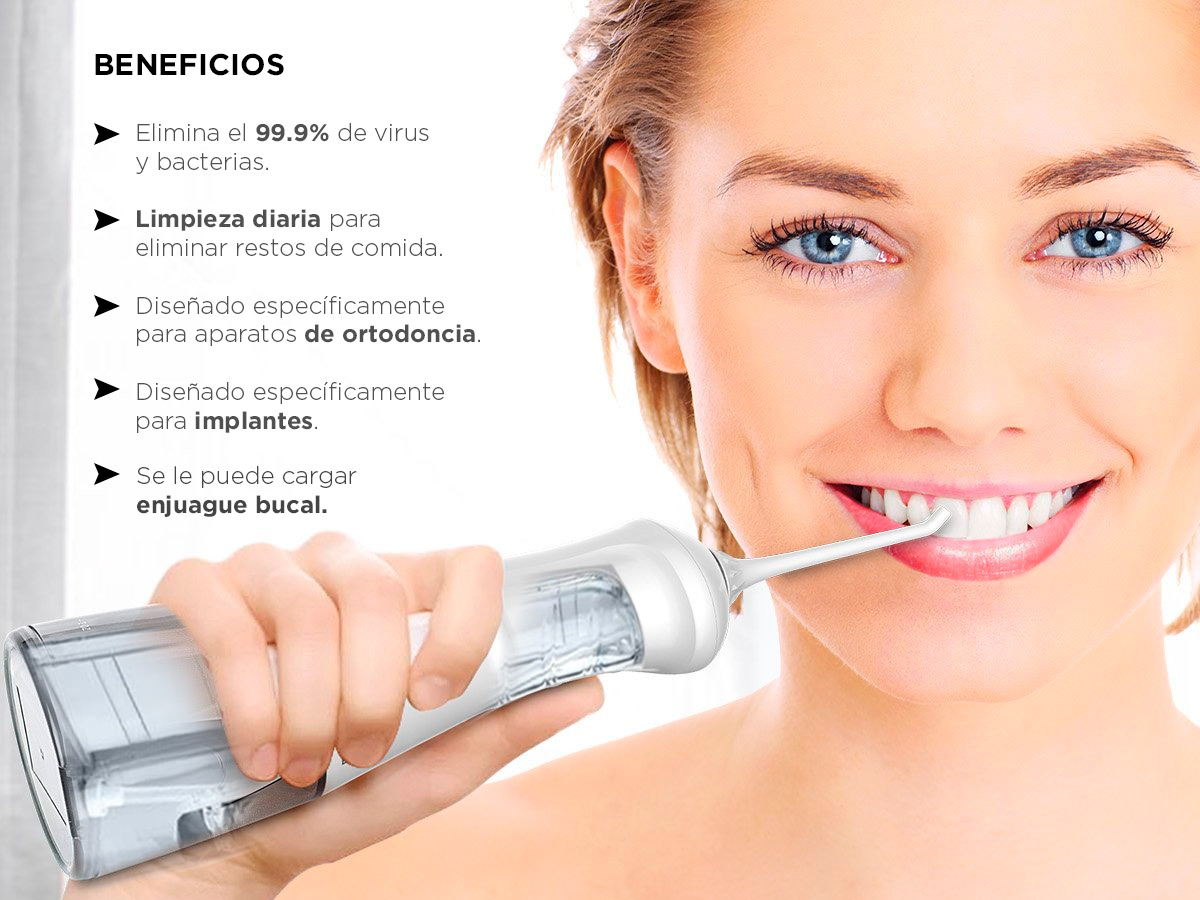 BENEFICIOS
Elimina el 99.9% de virus
y bacterias.
Limpieza diaria para
eliminar restos de comida.
Diseñado específicamente
para aparatos de ortodoncia.
Diseñado específicamente
para implantes.
Se le puede cargar
enjuague bucal.